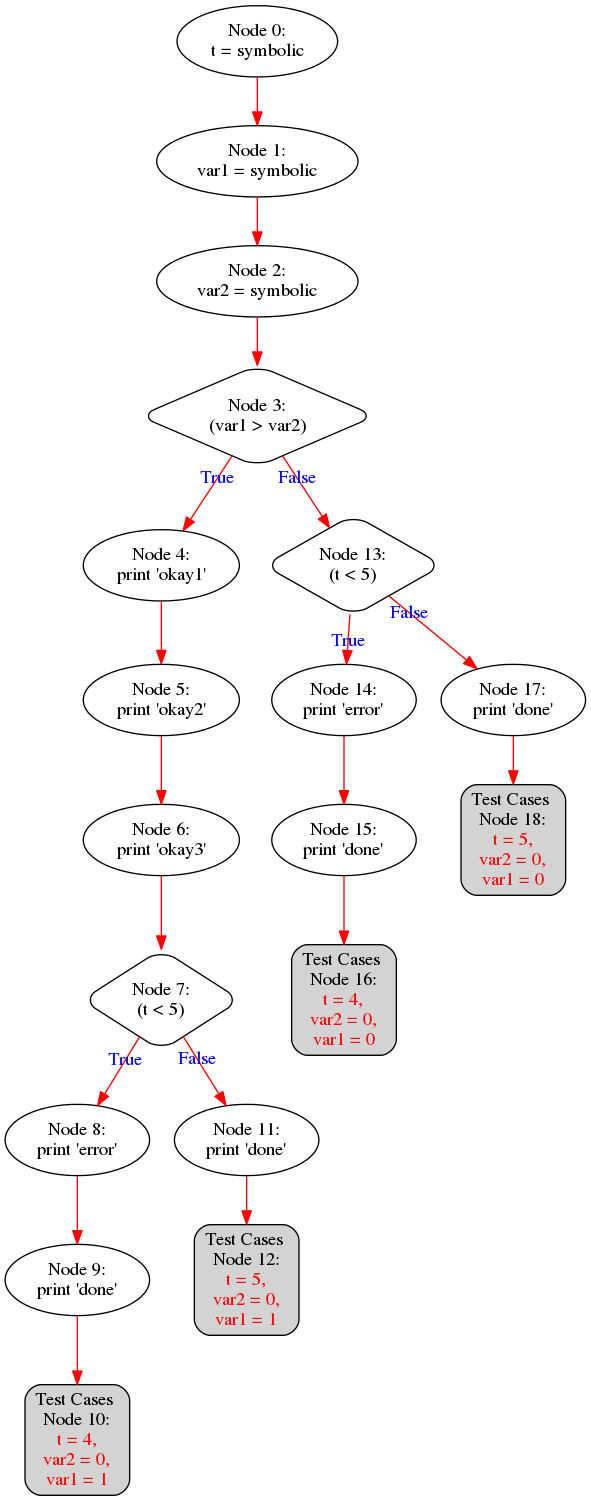 Node 0:
t = symbolic
Node 1:
var1 = symbolic
Node 2:
var2 = symbolic
Node 3:
(var1 > var2)
True
False
Node 4:
print 'okay1'
Node 13:
(t < 5)
True
False
Node 5:
print 'okay2'
Node 14:
print 'error'
Node 17:
print 'done'
Node 6:
print 'okay3'
Node 15:
print 'done'
Test Cases
Node 18:
t = 5,
var2 = 0,
var1 = 0
Node 7:
(t < 5)
True
False
Test Cases
Node 16:
t = 4,
var2 = 0,
var1 = 0
Node 8:
print 'error'
Node 11:
print 'done'
Node 9:
print 'done'
Test Cases
Node 12:
t = 5,
var2 = 0,
var1 = 1
Test Cases
Node 10:
t = 4,
var2 = 0,
var1 = 1